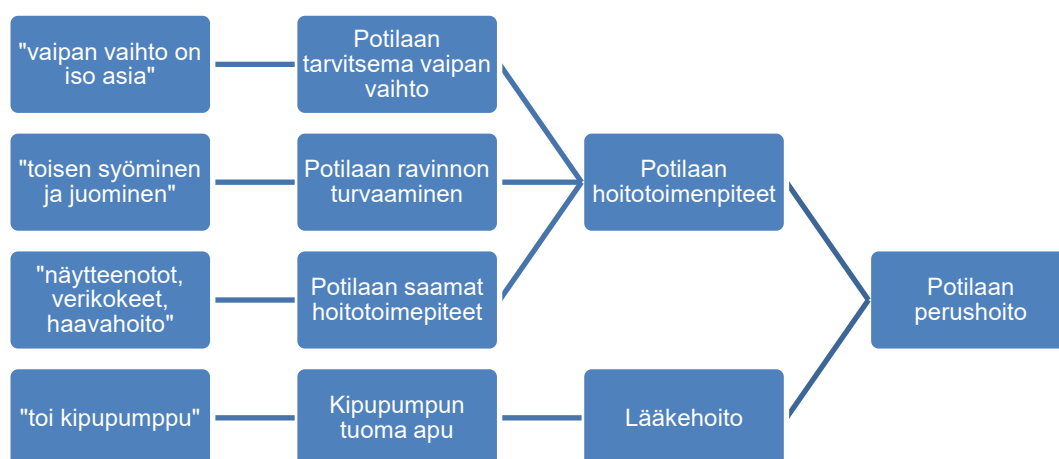 "vaipan vaihto on
iso asia"
Potilaan
tarvitsema vaipan
vaihto
"toisen syöminen
ja juominen"
Potilaan ravinnon
turvaaminen
Potilaan
hoitotoimenpiteet
"näytteenotot,
verikokeet,
haavahoito"
Potilaan saamat
hoitotoimepiteet
Potilaan
perushoito
"toi kipupumppu"
Kipupumpun
tuoma apu
Lääkehoito